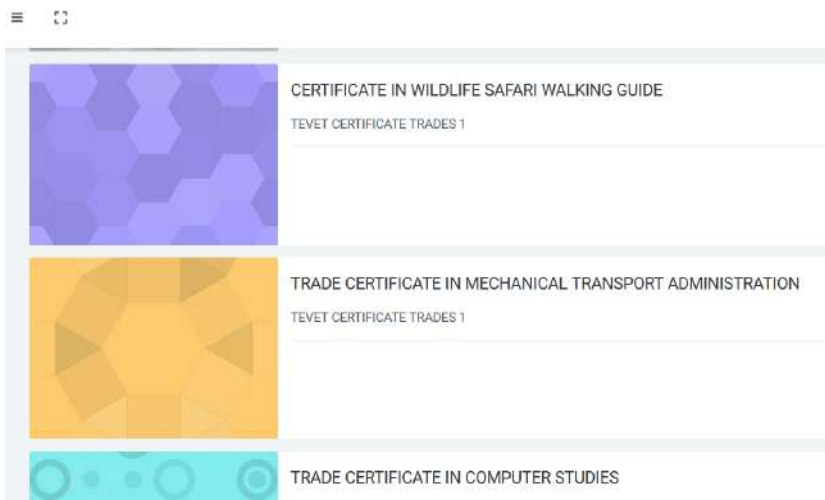 CERTIFICATE IN WILDLIFE SAFARI WALKING GUIDE
TEVET CERTIFICATE TRADES 1
TRADE CERTIFICATE IN MECHANICAL TRANSPORT ADMINISTRATION
TEVET CERTIFICATE TRADES 1
TRADE CERTIFICATE IN COMPUTER STUDIES